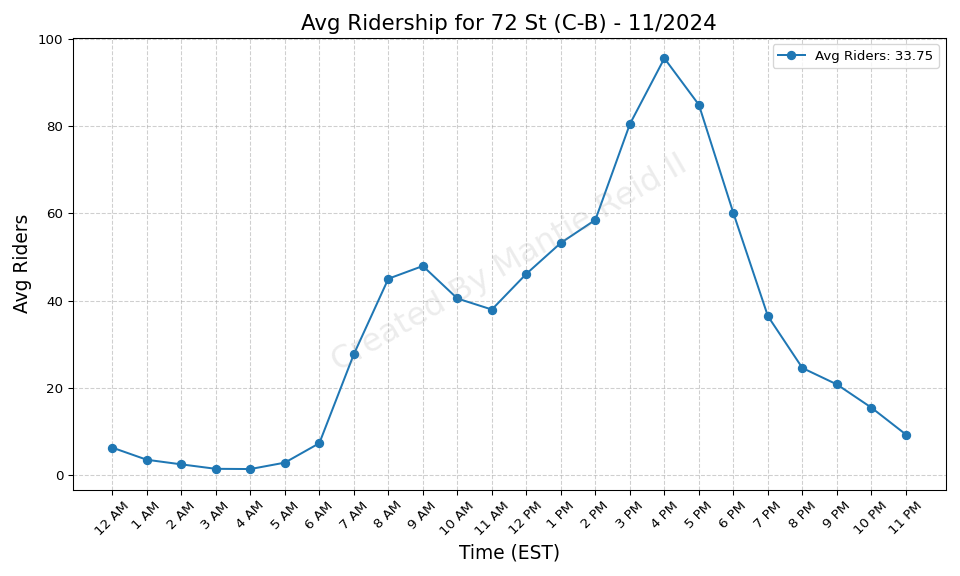 Avg Ridership for 72 St (C-B) - 11/2024
Avg Riders: 33.75
100
80
60
40
20
0
Avg Riders
Created By Mantie Reid II
12 AM
1 AM
2 AM
3 AM
4 AM
5 AM
6 AM
7 AM
8 AM
9 AM
10 AM
11 AM
12 PM
1 PM
2 PM
3 PM
4 PM
5 PM
6 PM
7 PM
8 PM
9 PM
10 PM
11 PM
Time (EST)